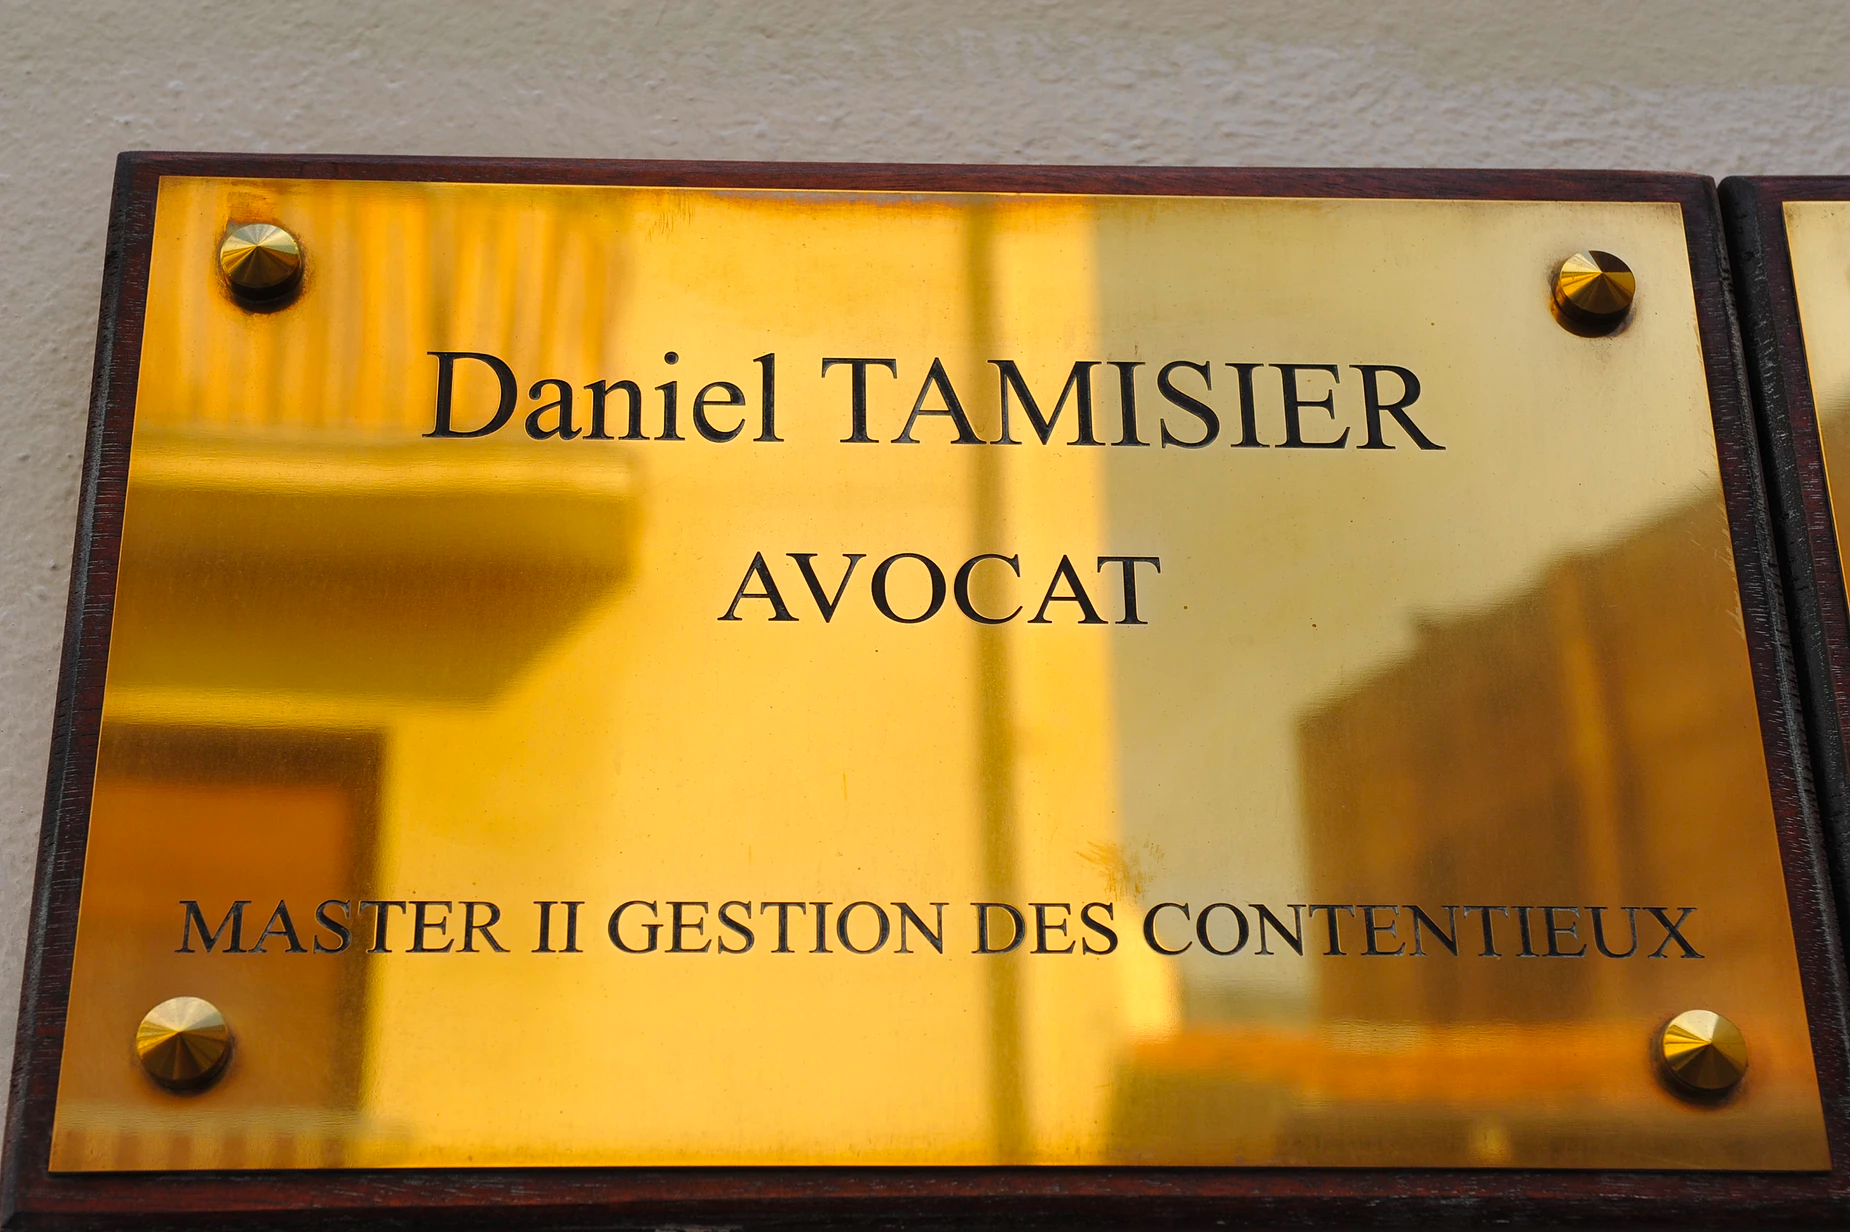 Daniel TAMISIER
AVOCAT
MASTER II GESTION DES CONTENTIEUX